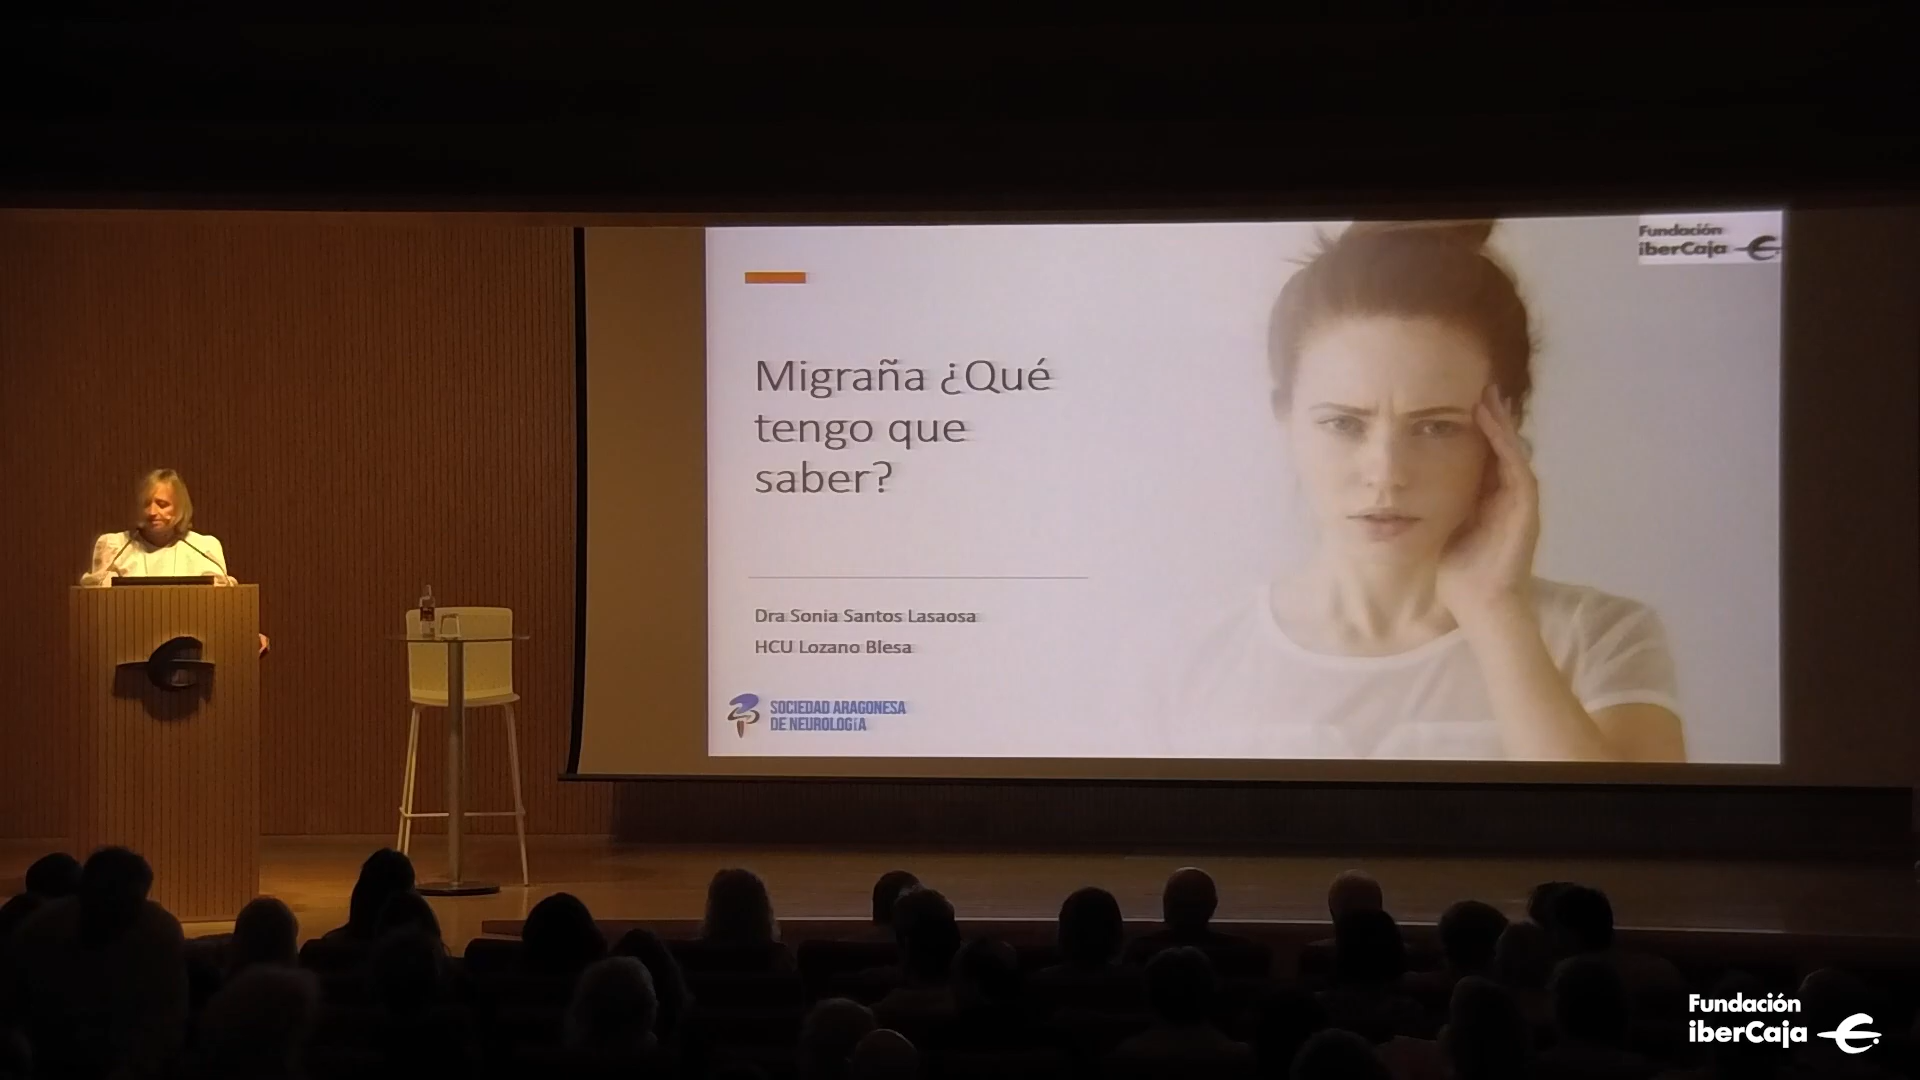 Fundación
iberCaja
Migraña ¿Qué
tengo que
saber?
Dra Sonia Santos Lasaosa
HCU Lozano Blesa
SOCIEDAD ARAGONESA
DE NEUROLOGÍA
Fundación
iberCaja